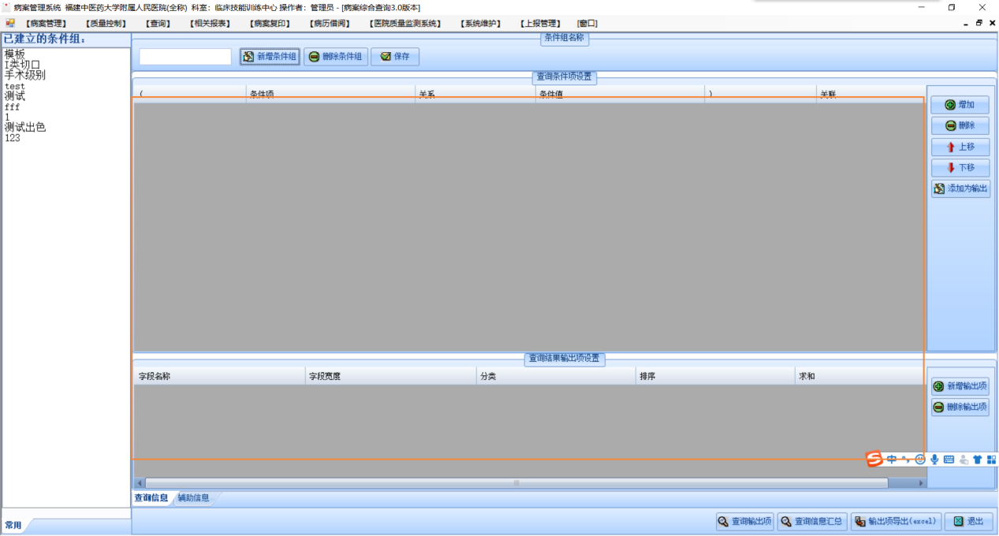 病案管理系统 福建中医药大学附属人民医院(全称) 科室: 临床技能训练中心 操作者: 管理员 - [病案综合查询3.0版本]
【病案管理】 【质量控制】 【查询】 【相关报表】 【病案复印】 【病历借阅】 【医院质量监测系统】 【系统维护】 【上报管理】 [窗口]
已建立的条件组:
模板
I类切口
手术级别
test
测试
fff
1
测试出色
123
常用
条件组名称
新增条件组 删除条件组 保存
查询条件项设置
( 条件项 关系 条件值 ) 关联
增加
删除
上移
下移
添加为输出
查询结果输出项设置
字段名称 字段宽度 分类 排序 求和
新增输出项
删除输出项
中
查询信息 辅助信息
查询输出项 查询信息汇总 输出项导出(excel) 退出